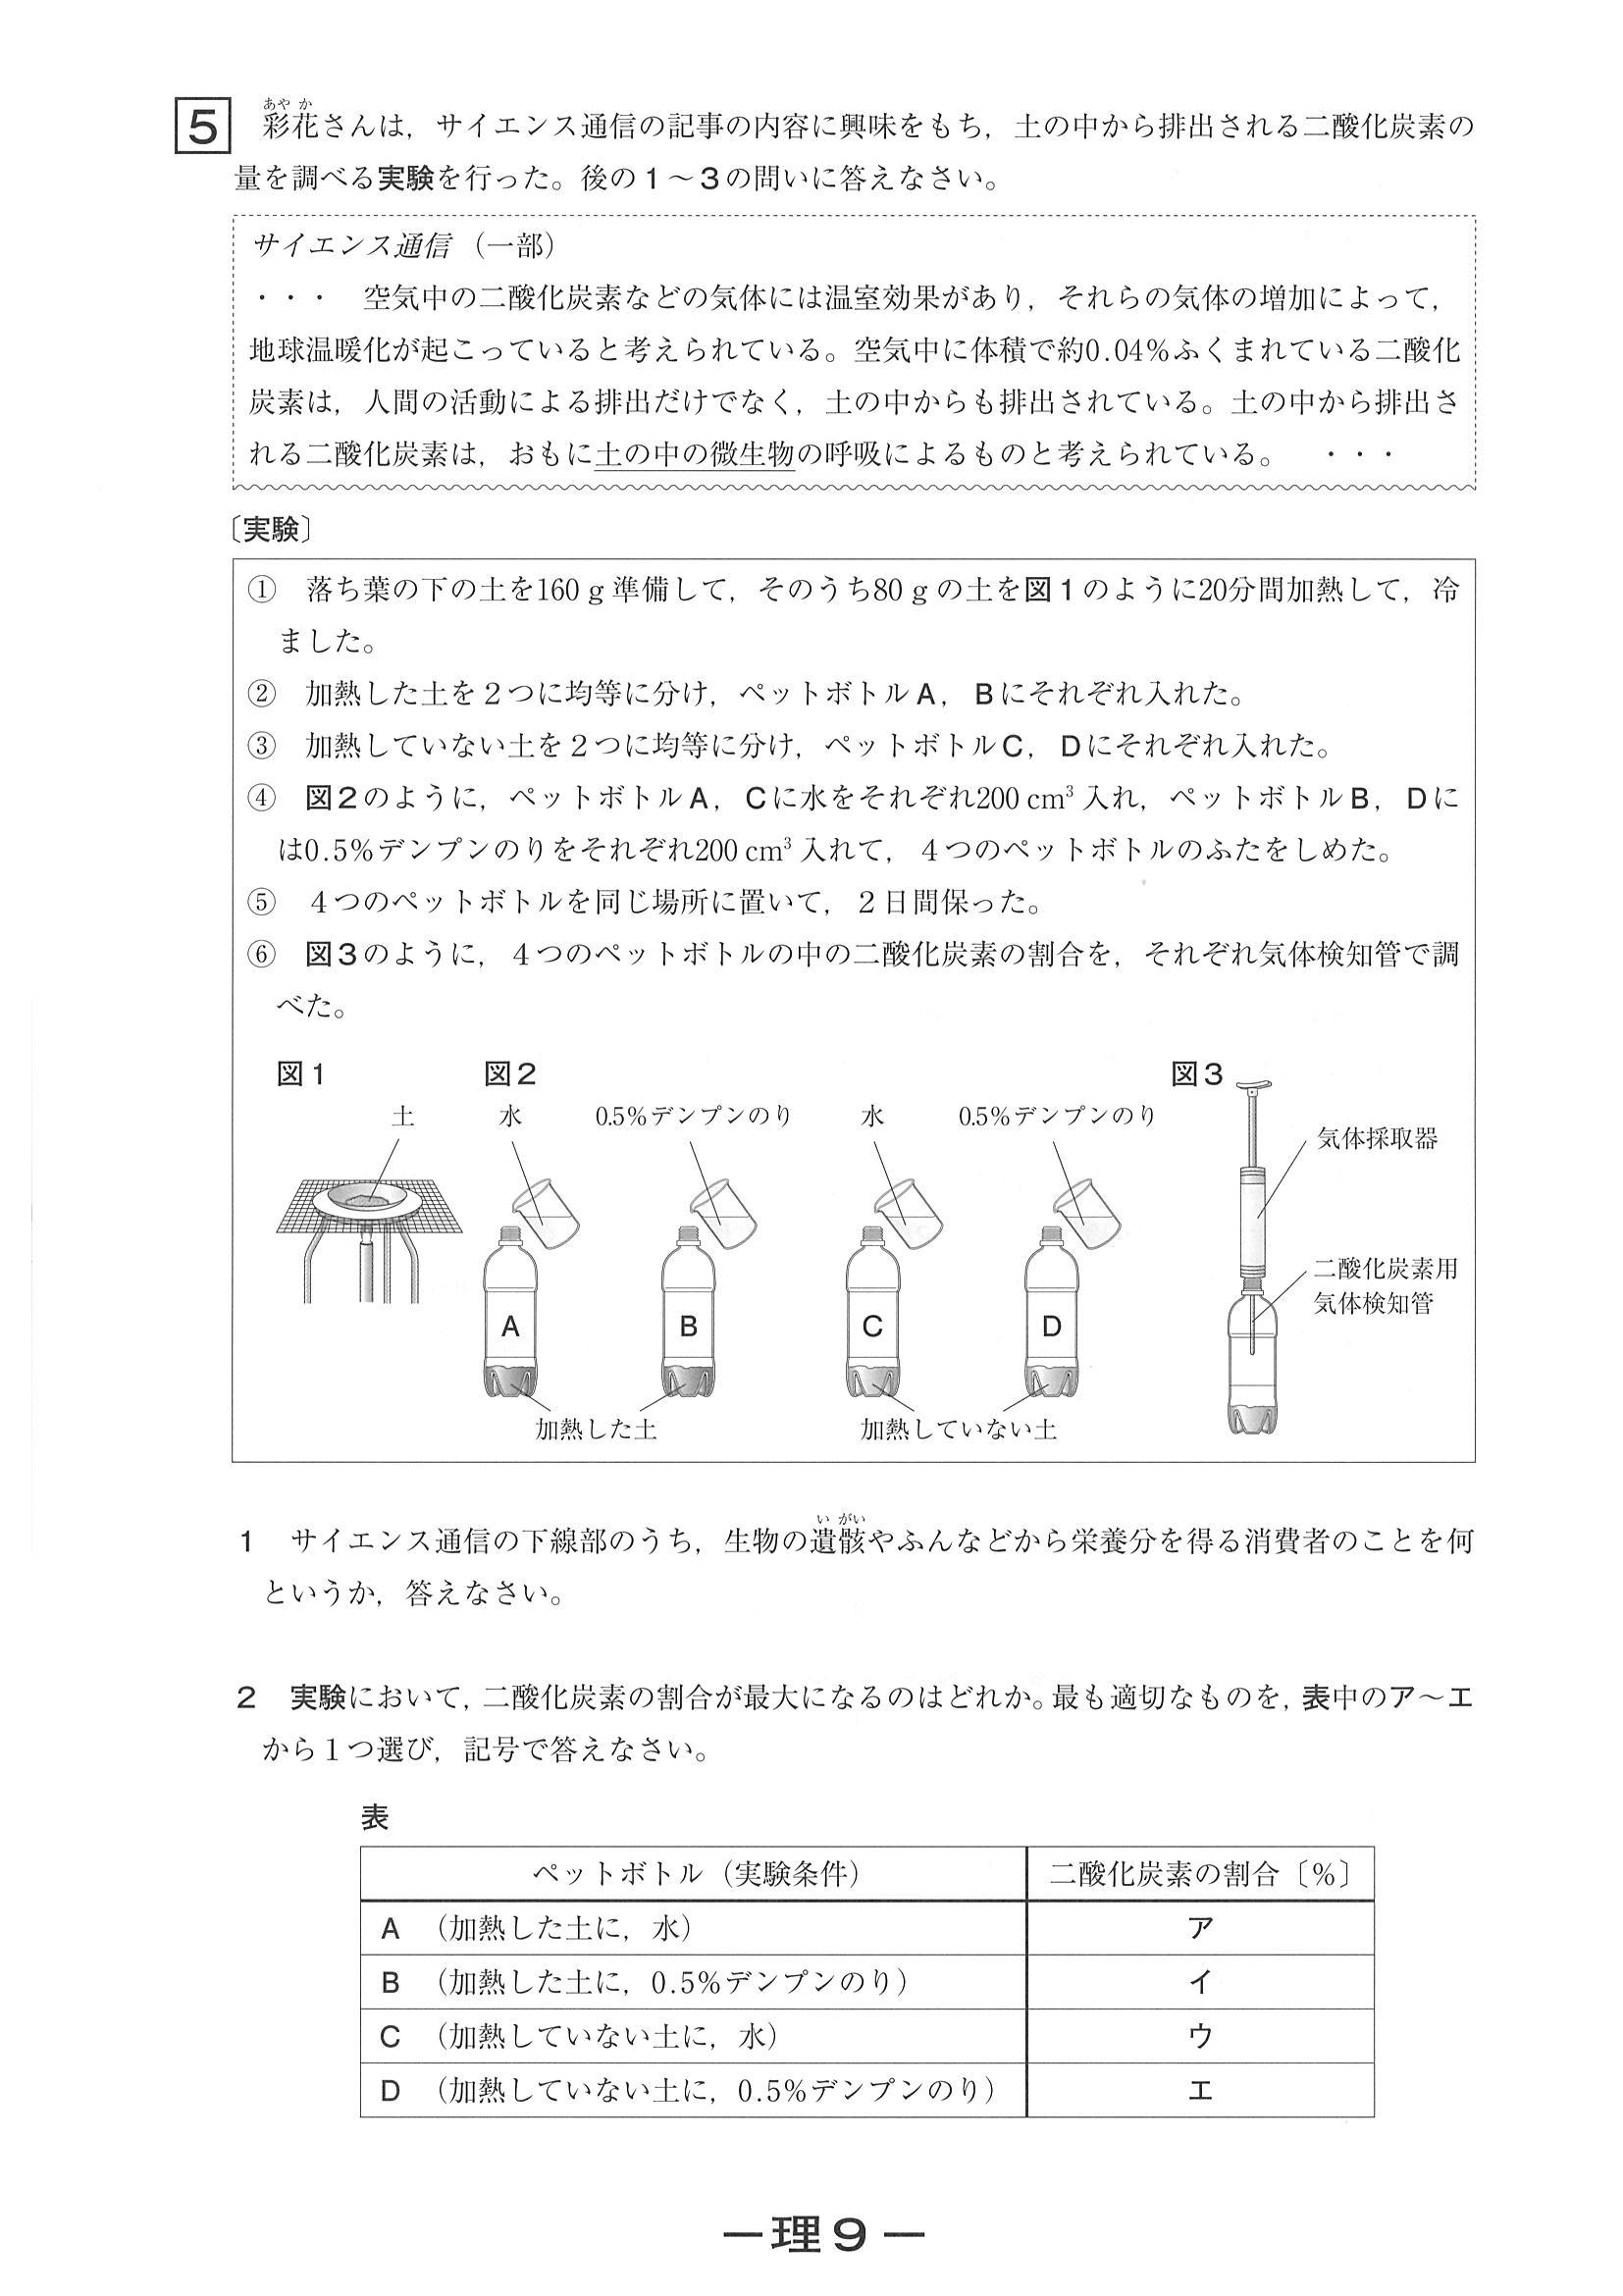 5 彩花さんは，サイエンス通信の記事の内容に興味をもち，土の中から排出される二酸化炭素の
あや か
量を調べる実験を行った。後の１～３の問いに答えなさい。
サイエンス通信（一部）
・・・　空気中の二酸化炭素などの気体には温室効果があり，それらの気体の増加によって，
地球温暖化が起こっていると考えられている。空気中に体積で約0.04%ふくまれている二酸化
炭素は，人間の活動による排出だけでなく，土の中からも排出されている。土の中から排出さ
れる二酸化炭素は，おもに土の中の微生物の呼吸によるものと考えられている。　・・・
〔実験〕
①　落ち葉の下の土を160ｇ準備して，そのうち80ｇの土を図１のように20分間加熱して，冷
ました。
②　加熱した土を２つに均等に分け，ペットボトルＡ，Ｂにそれぞれ入れた。
③　加熱していない土を２つに均等に分け，ペットボトルＣ，Ｄにそれぞれ入れた。
④　図２のように，ペットボトルＡ，Ｃに水をそれぞれ200 cm³ 入れ，ペットボトルＢ，Ｄに
は0.5%デンプンのりをそれぞれ200 cm³ 入れて，４つのペットボトルのふたをしめた。
⑤　４つのペットボトルを同じ場所に置いて，２日間保った。
⑥　図３のように，４つのペットボトルの中の二酸化炭素の割合を，それぞれ気体検知管で調
べた。
図１
土
図２
水
0.5%デンプンのり
水
0.5%デンプンのり
A
B
C
D
加熱した土
加熱していない土
図３
気体採取器
二酸化炭素用
気体検知管
１　サイエンス通信の下線部のうち，生物の遺骸やふんなどから栄養分を得る消費者のことを何
い がい
というか，答えなさい。
２　実験において，二酸化炭素の割合が最大になるのはどれか。最も適切なものを，表中のア～エ
から１つ選び，記号で答えなさい。
表
ペットボトル（実験条件）　二酸化炭素の割合〔%〕
A　（加熱した土に，水）　ア
B　（加熱した土に，0.5%デンプンのり）　イ
C　（加熱していない土に，水）　ウ
D　（加熱していない土に，0.5%デンプンのり）　エ
―理９―